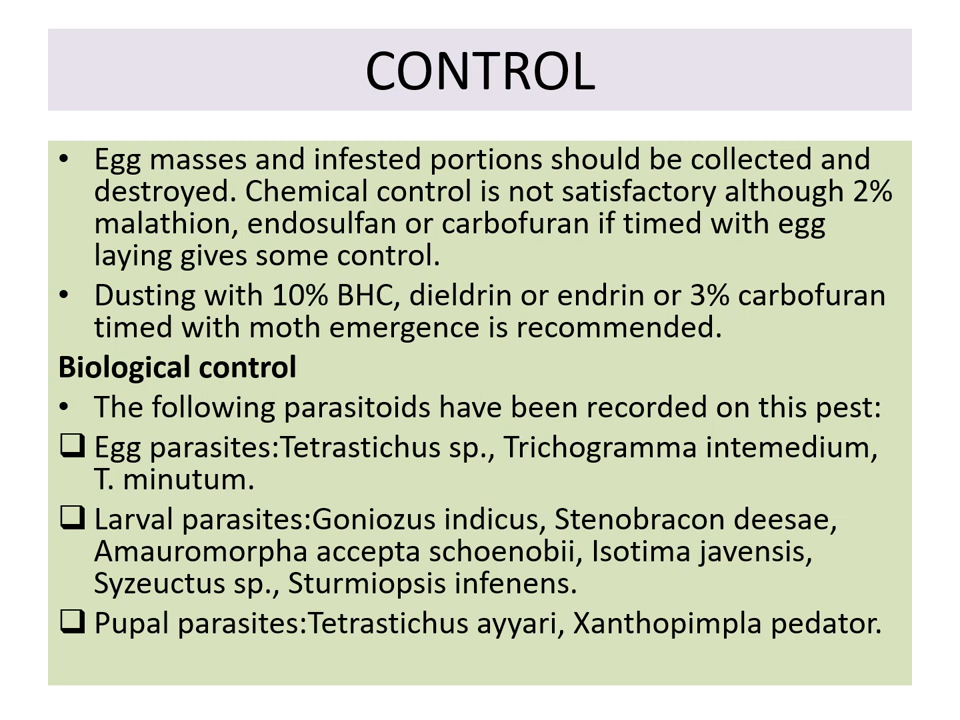 CONTROL
• Egg masses and infested portions should be collected and
destroyed. Chemical control is not satisfactory although 2%
malathion, endosulfan or carbofuran if timed with egg
laying gives some control.
• Dusting with 10% BHC, dieldrin or endrin or 3% carbofuran
timed with moth emergence is recommended.
Biological control
• The following parasitoids have been recorded on this pest:
❑ Egg parasites:Tetrastichus sp., Trichogramma intemedium,
T. minutum.
❑ Larval parasites:Goniozus indicus, Stenobracon deesae,
Amauromorpha accepta schoenobii, Isotima javensis,
Syzeuctus sp., Sturmiopsis infenens.
❑ Pupal parasites:Tetrastichus ayyari, Xanthopimpla pedator.